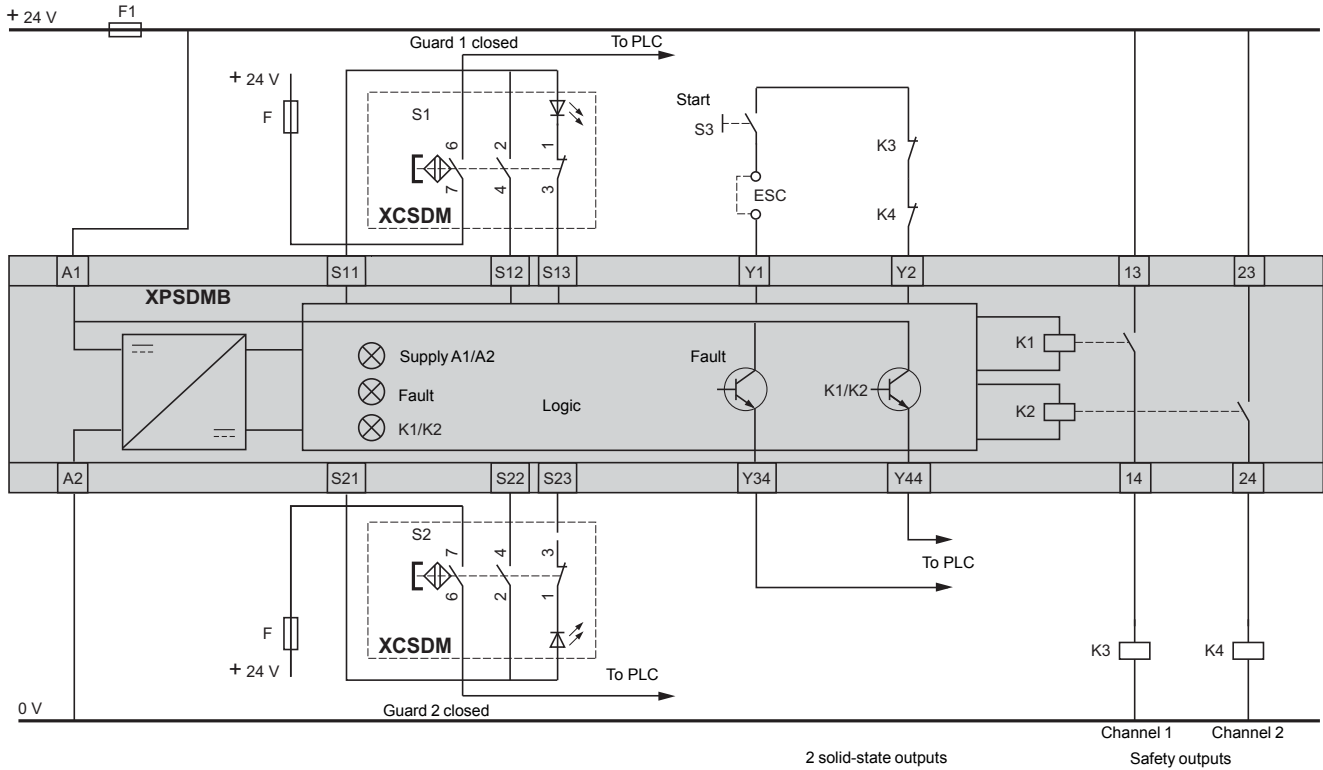 + 24 V
F1
Guard 1 closed
To PLC
+ 24 V
F
S1
6
2
1
7
4
3
XCSDM
Start
S3
ESC
K3
K4
A1
S11
S12
S13
Y1
Y2
13
23
XPSDMB
Supply A1/A2
Fault
K1/K2
Logic
Fault
K1/K2
K1
K2
A2
S21
S22
S23
Y34
Y44
14
24
S2
7
4
3
6
2
1
XCSDM
F
+ 24 V
To PLC
To PLC
K3
K4
0 V
Guard 2 closed
Channel 1
Channel 2
2 solid-state outputs
Safety outputs